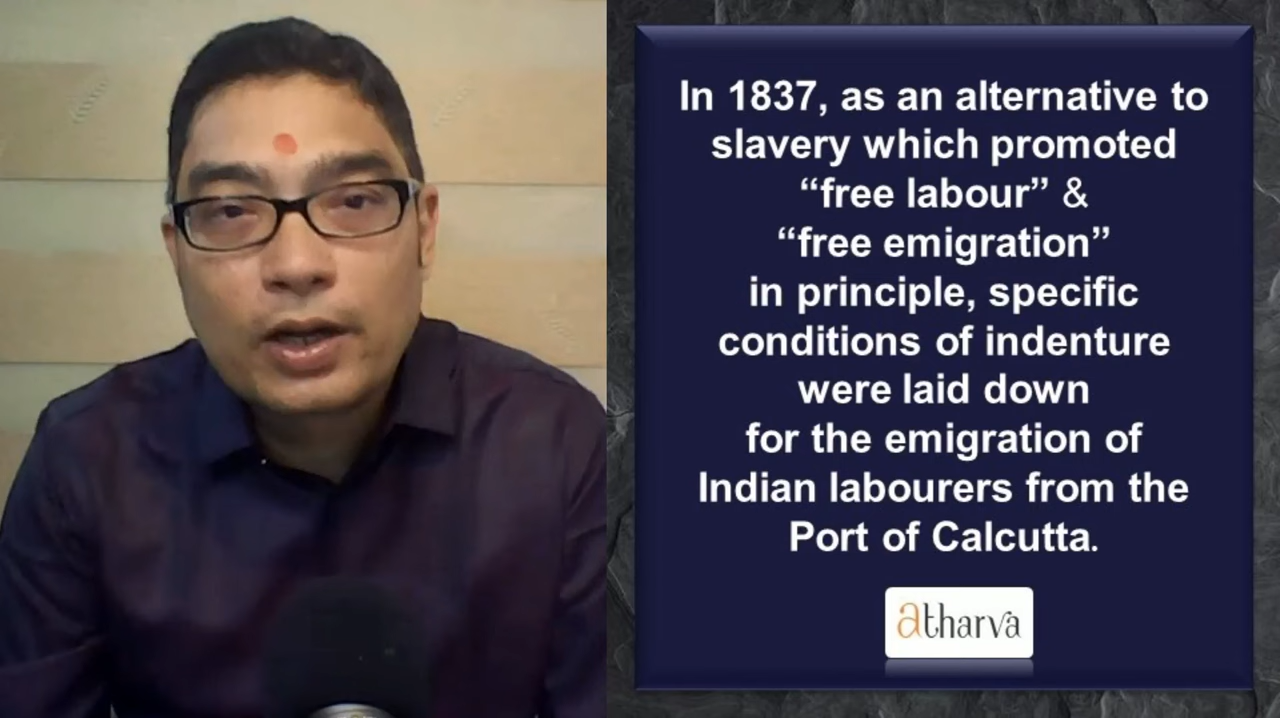 In 1837, as an alternative to
slavery which promoted
“free labour” &
“free emigration”
in principle, specific
conditions of indenture
were laid down
for the emigration of
Indian labourers from the
Port of Calcutta.
atharva